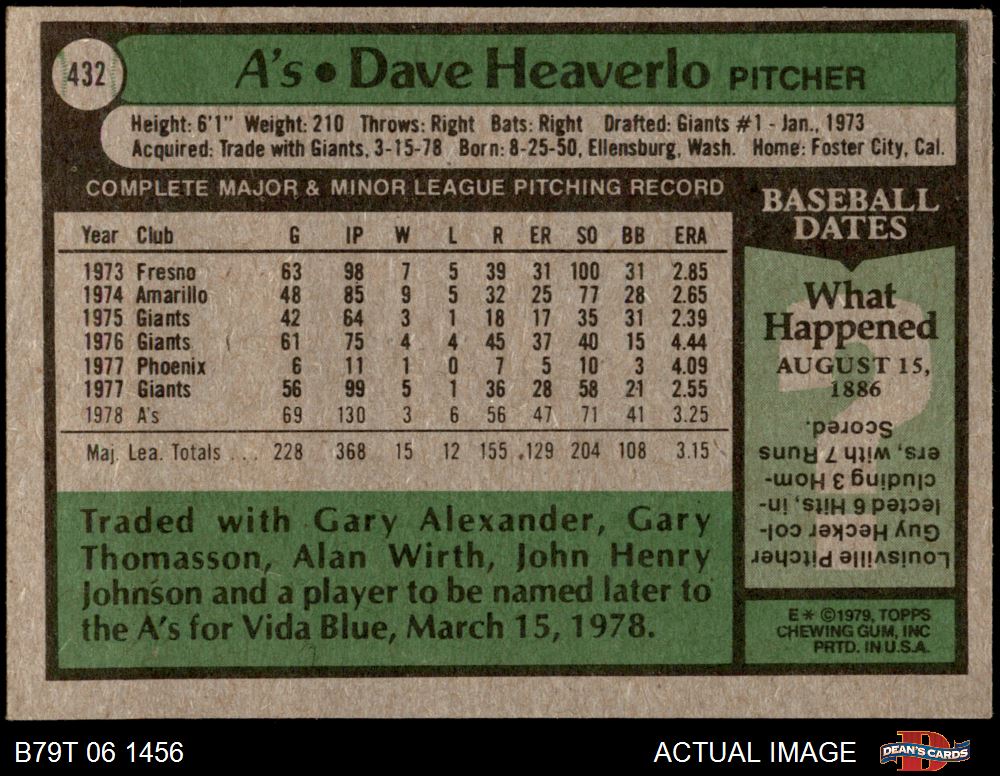 432
A's • Dave Heaverlo PITCHER
Height: 6'1" Weight: 210 Throws: Right Bats: Right Drafted: Giants #1 - Jan., 1973
Acquired: Trade with Giants, 3-15-78 Born: 8-25-50, Ellensburg, Wash. Home: Foster City, Cal.
COMPLETE MAJOR & MINOR LEAGUE PITCHING RECORD
Year Club G IP W L R ER SO BB ERA
1973 Fresno 63 98 7 5 39 31 100 31 2.85
1974 Amarillo 48 85 9 5 32 25 77 28 2.65
1975 Giants 42 64 3 1 18 17 35 31 2.39
1976 Giants 61 75 4 4 45 37 40 15 4.44
1977 Phoenix 6 11 1 0 7 5 10 3 4.09
1977 Giants 56 99 5 1 36 28 58 21 2.55
1978 A's 69 130 3 6 56 47 71 41 3.25
Maj. Lea. Totals ... 228 368 15 12 155 129 204 108 3.15
Traded with Gary Alexander, Gary
Thomasson, Alan Wirth, John Henry
Johnson and a player to be named later to
the A's for Vida Blue, March 15, 1978.
BASEBALL
DATES
What
Happened
AUGUST 15,
1886
Louisville Pitcher
Guy Hecker col-
lected 6 Hits, in-
cluding 3 Hom-
ers, with 7 Runs
Scored.
E* ©1979, TOPPS
CHEWING GUM, INC
PRTD. IN U.S.A.
B79T 06 1456
ACTUAL IMAGE
DEAN'S CARDS